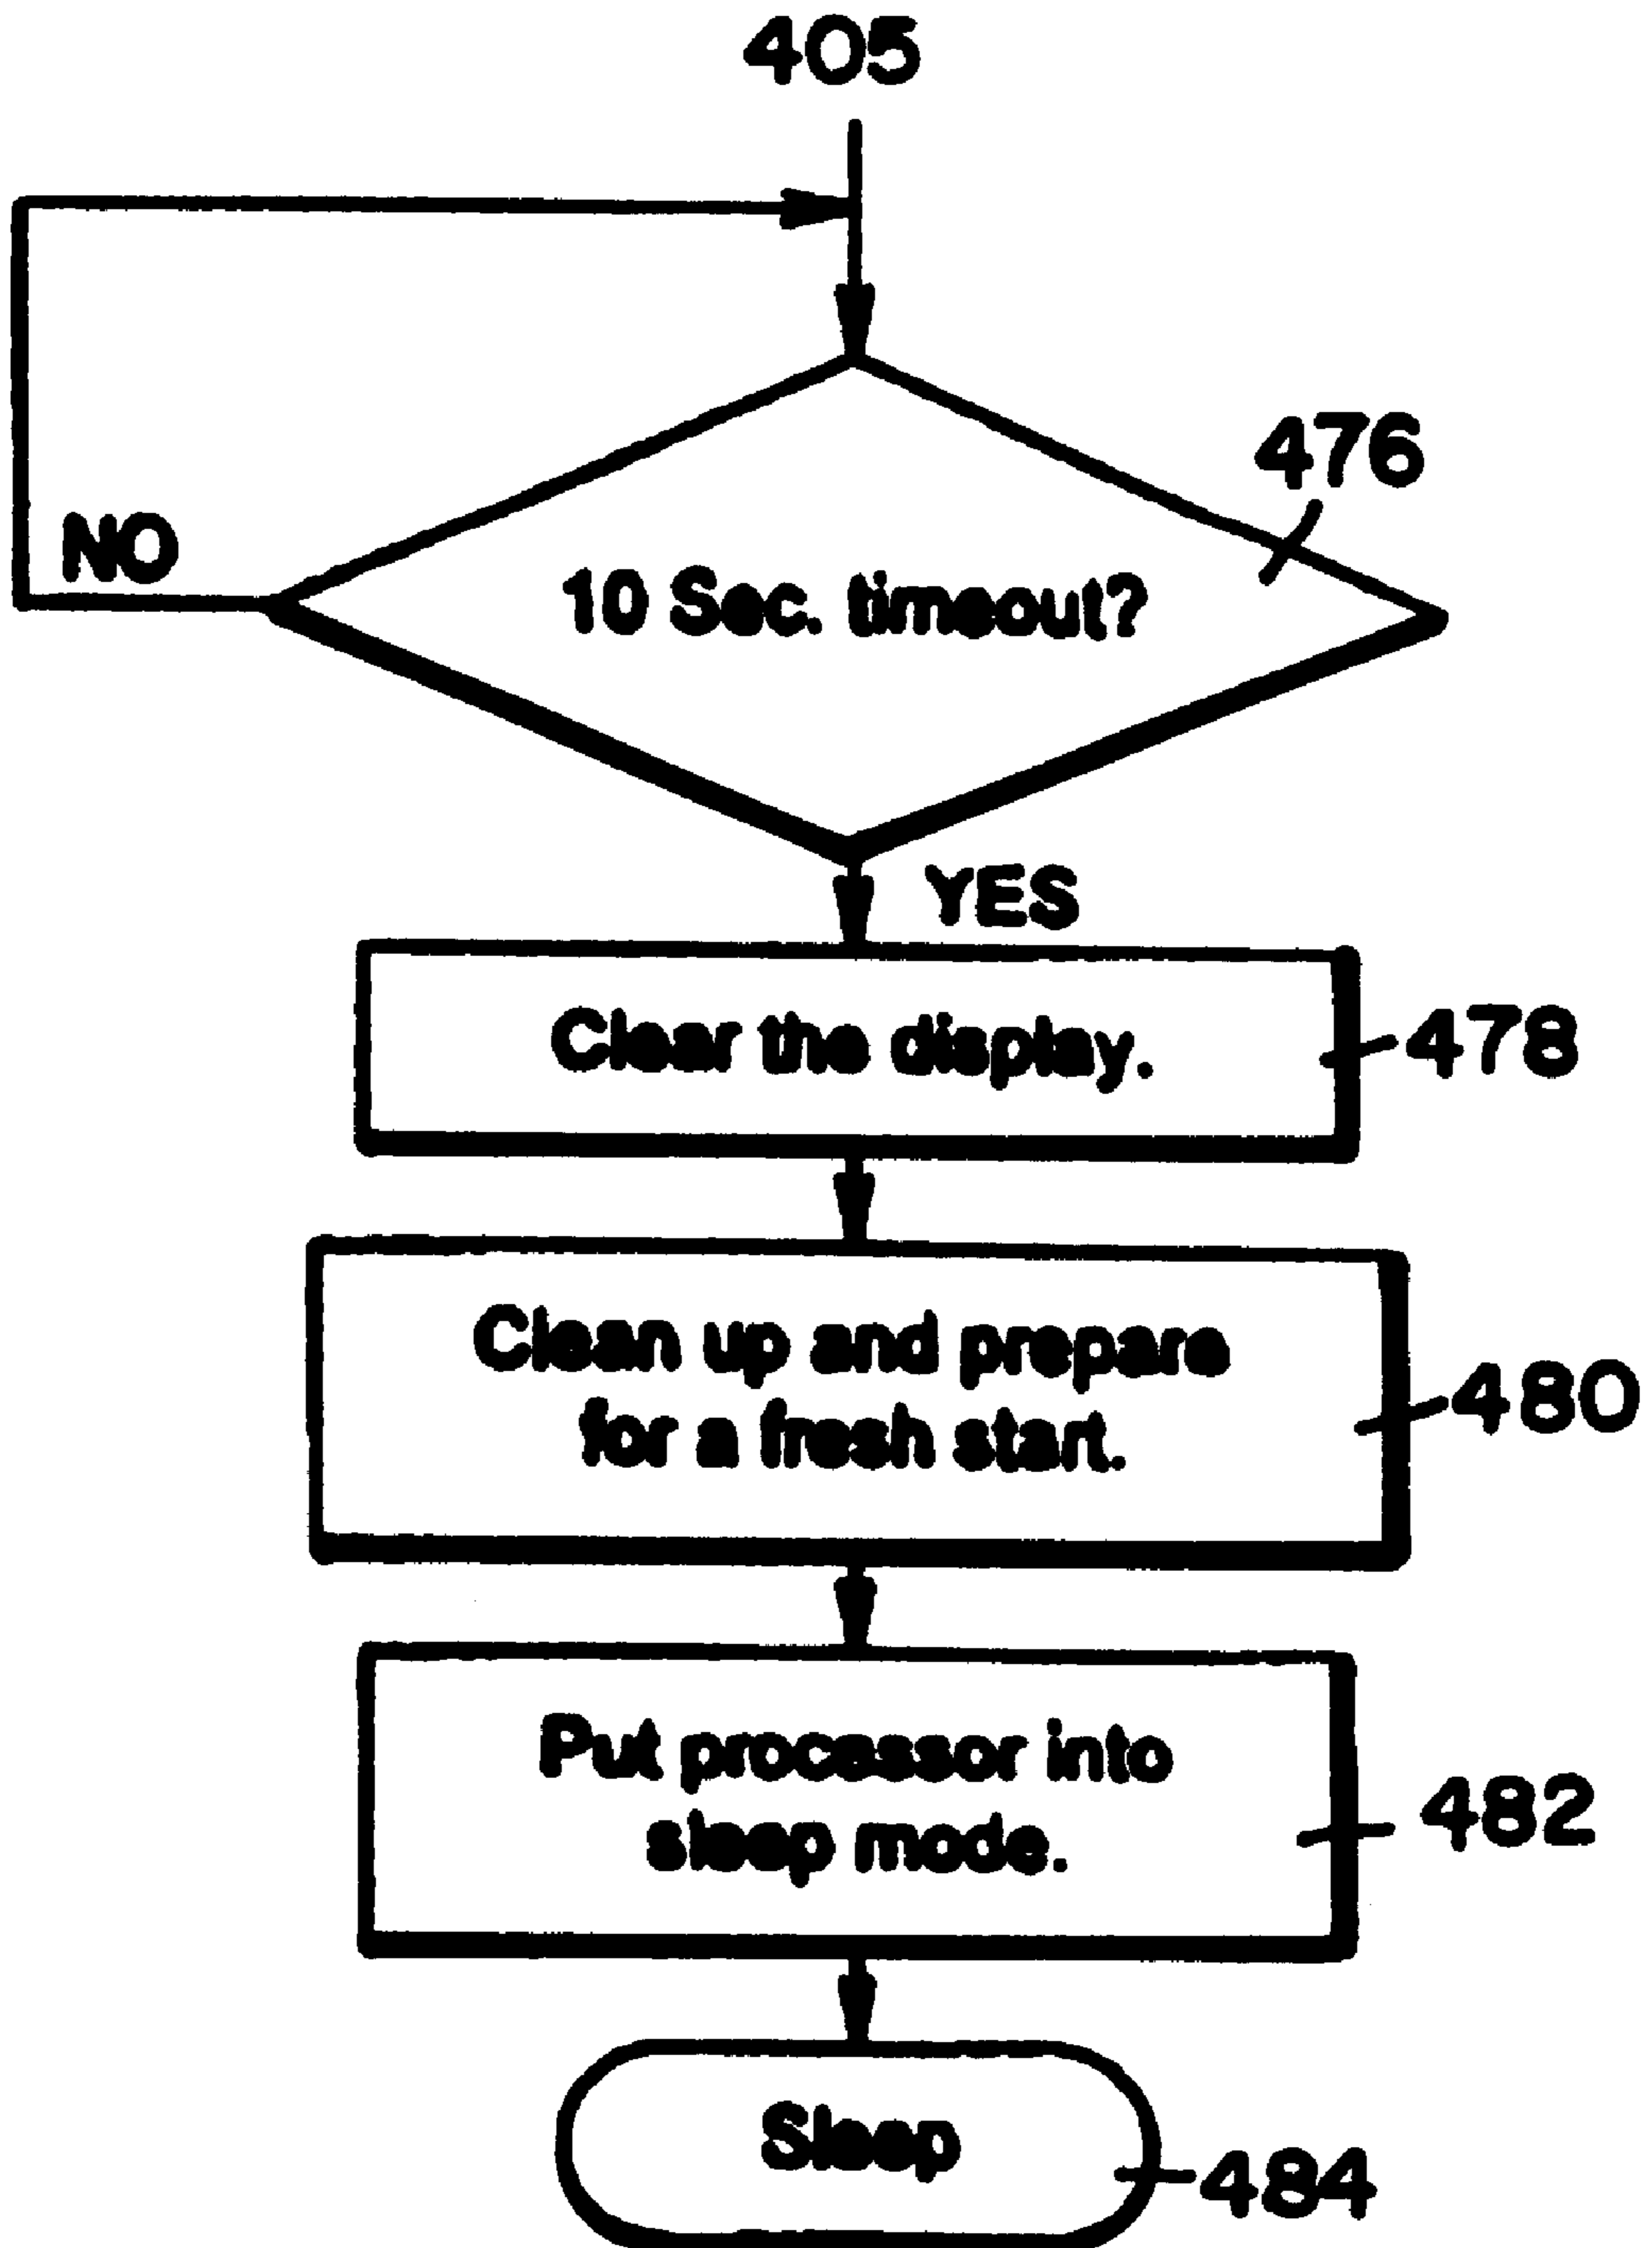 405
476
NO
10 Sec. timeout?
YES
Clear the display.
478
Clean up and prepare
for a fresh start.
480
Put processor into
sleep mode.
482
Sleep
484